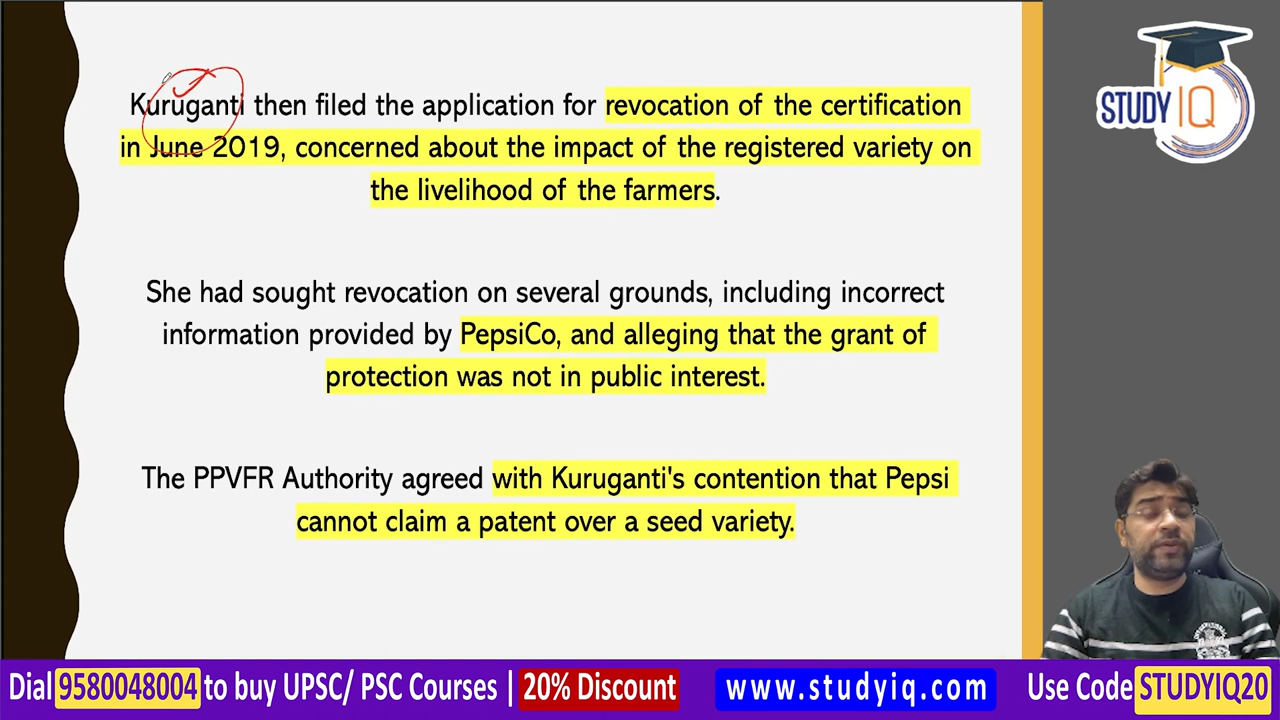 Kuruganti then filed the application for revocation of the certification
in June 2019, concerned about the impact of the registered variety on
the livelihood of the farmers.
She had sought revocation on several grounds, including incorrect
information provided by PepsiCo, and alleging that the grant of
protection was not in public interest.
The PPVFR Authority agreed with Kuruganti's contention that Pepsi
cannot claim a patent over a seed variety.
STUDY IQ
Dial 9580048004 to buy UPSC/ PSC Courses | 20% Discount
www.studyiq.com
Use Code STUDYIQ20